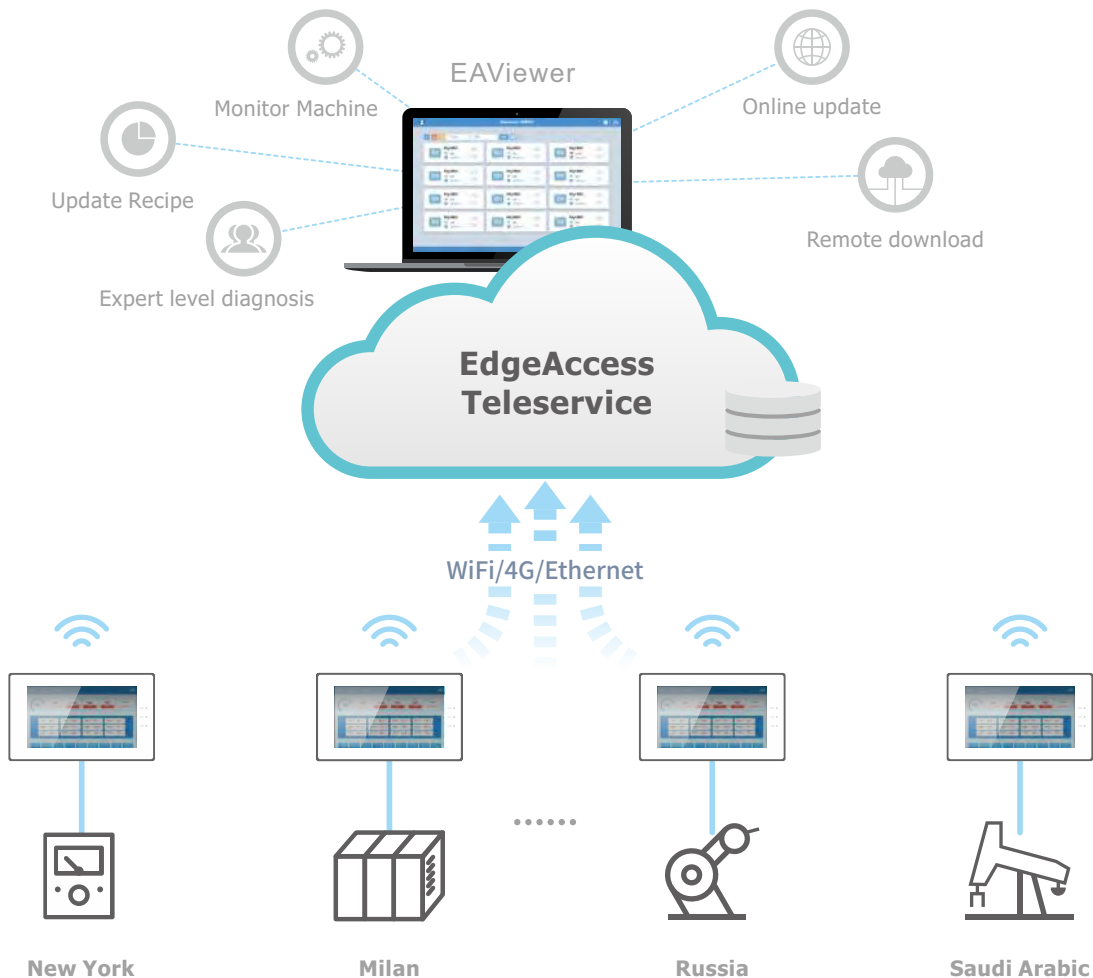 EAViewer
Monitor Machine
Online update
Update Recipe
Remote download
Expert level diagnosis
EdgeAccess
Teleservice
WiFi/4G/Ethernet
New York
Milan
Russia
Saudi Arabic